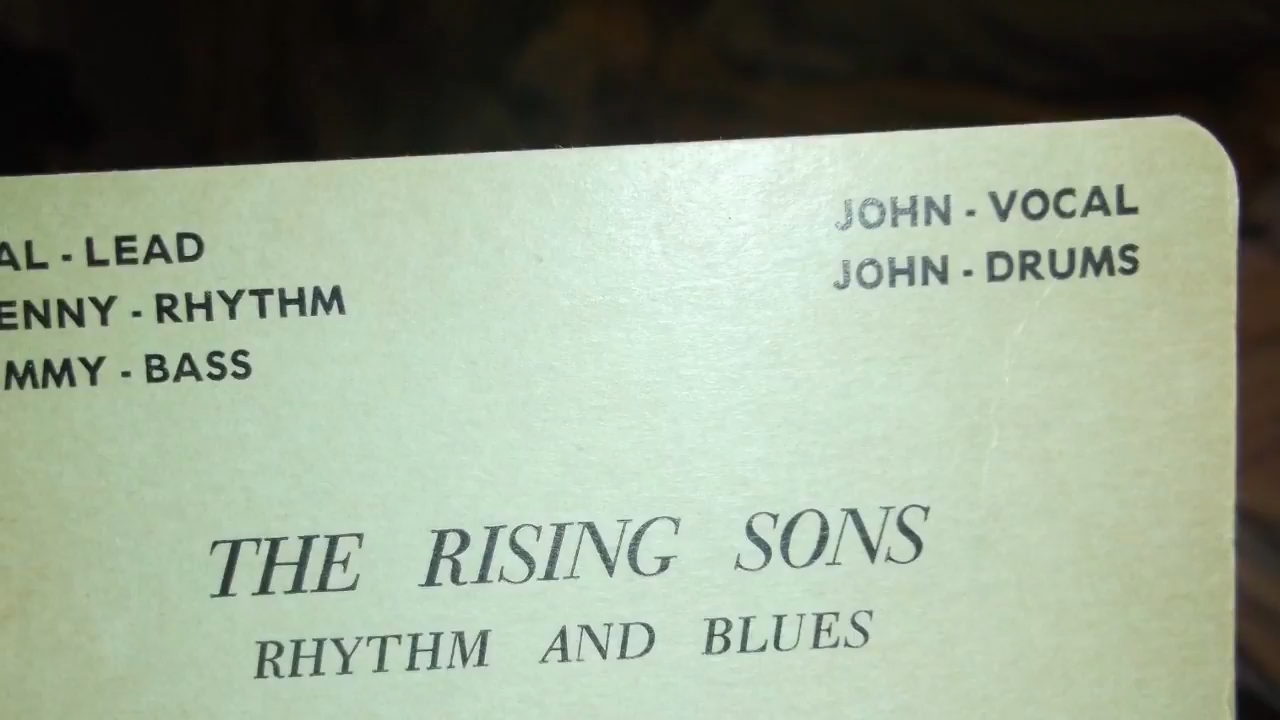 AL - LEAD
ENNY - RHYTHM
MMY - BASS
JOHN - VOCAL
JOHN - DRUMS
THE RISING SONS
RHYTHM AND BLUES